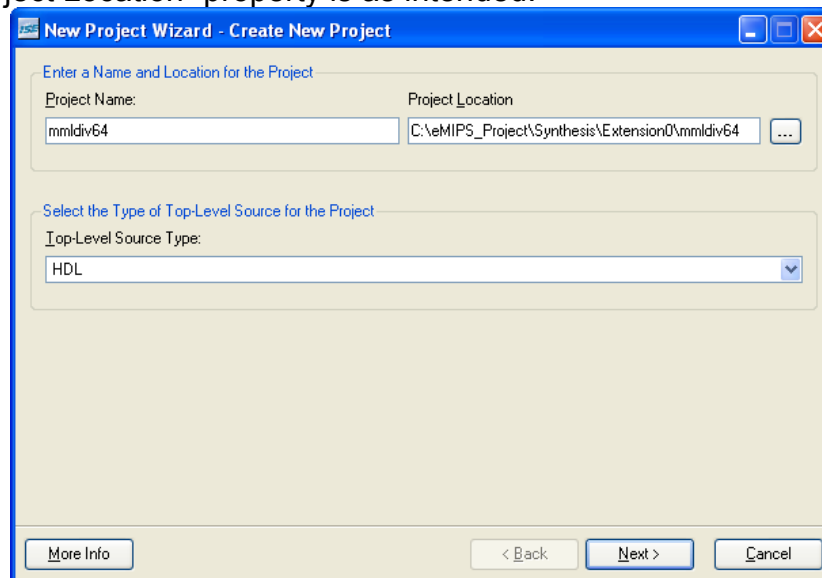 ject Location" property is as intended.
ISE New Project Wizard - Create New Project
Enter a Name and Location for the Project
Project Name: Project Location
mmldiv64 C:\eMIPS_Project\Synthesis\Extension0\mmldiv64 ...
Select the Type of Top-Level Source for the Project
Top-Level Source Type:
HDL
More Info < Back Next > Cancel